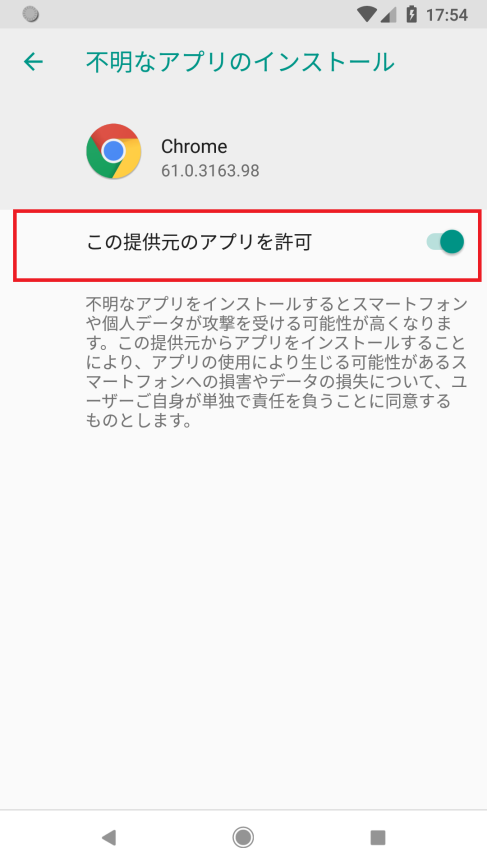 17:54
不明なアプリのインストール
Chrome
61.0.3163.98
この提供元のアプリを許可
不明なアプリをインストールするとスマートフォン
や個人データが攻撃を受ける可能性が高くなりま
す。この提供元からアプリをインストールすること
により、アプリの使用により生じる可能性があるス
マートフォンへの損害やデータの損失について、ユ
ーザーご自身が単独で責任を負うことに同意する
ものとします。